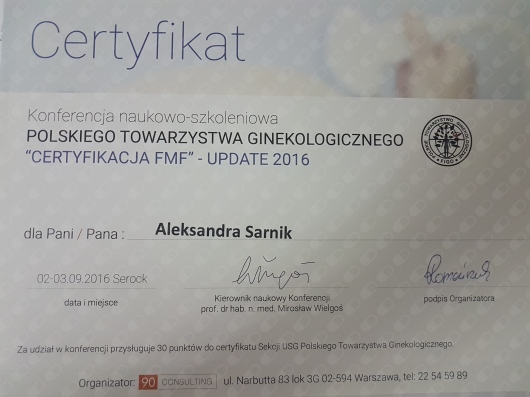 Certyfikat
Konferencja naukowo-szkoleniowa
POLSKIEGO TOWARZYSTWA GINEKOLOGICZNEGO
“CERTYFIKACJA FMF” - UPDATE 2016
dla Pani / Pana : Aleksandra Sarnik
02-03.09.2016 Serock
data i miejsce
Kierownik naukowy Konferencji
prof. dr hab. n. med. Mirosław Wielgoś
podpis Organizatora
Za udział w konferencji przysługuje 30 punktów do certyfikatu Sekcji USG Polskiego Towarzystwa Ginekologicznego.
Organizator: 90 CONSULTING ul. Narbutta 83 lok 3G 02-594 Warszawa, tel: 22 54 59 89